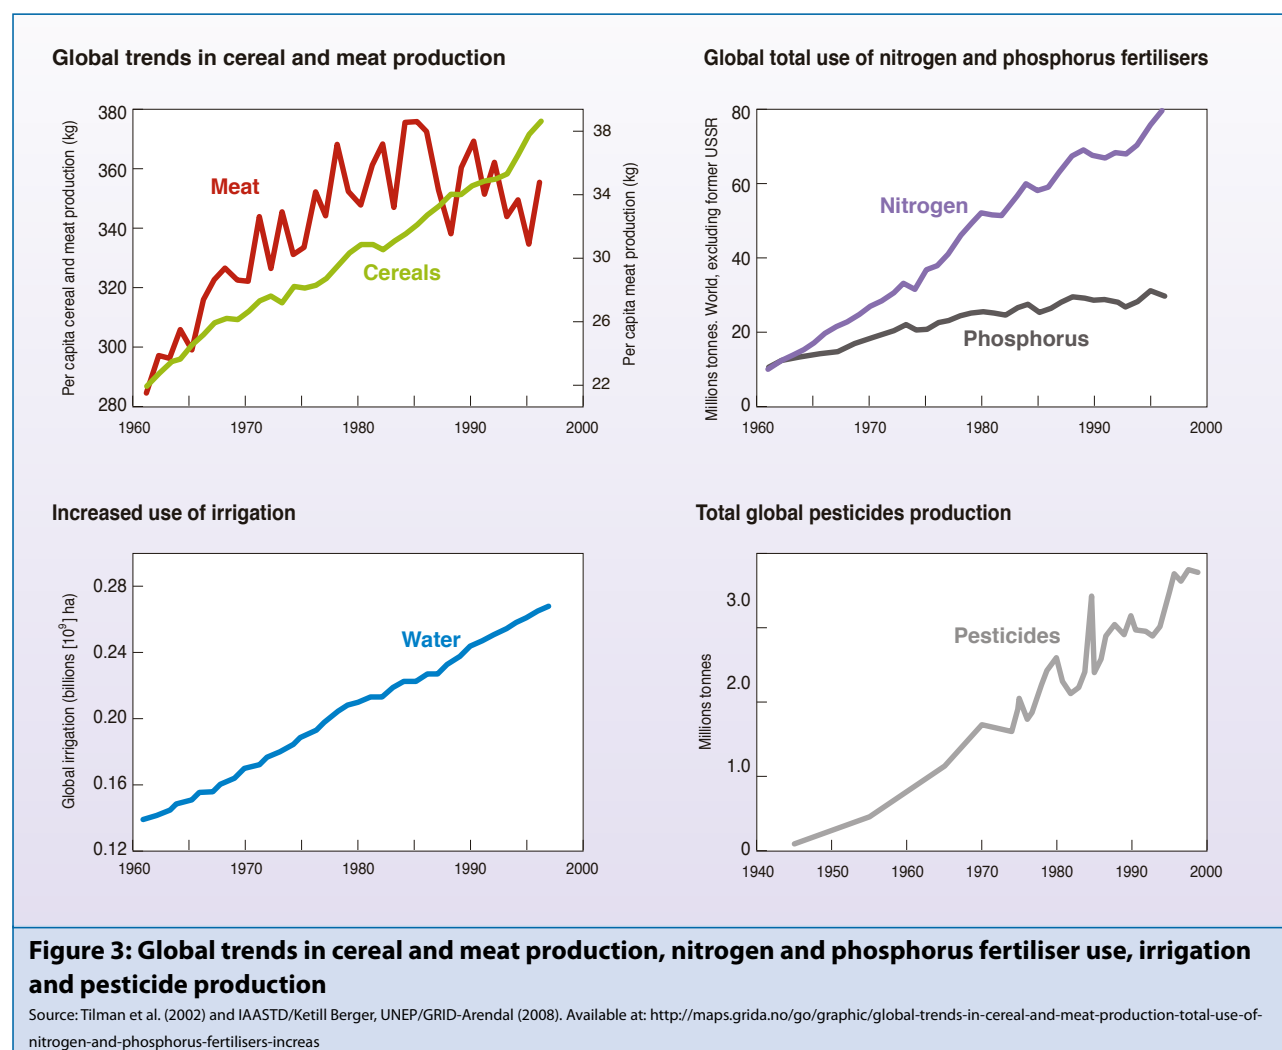 Global trends in cereal and meat production
Per capita cereal and meat production (kg)
380
360
340
320
300
280
Meat
Cereals
38
34
30
26
22
Per capita meat production (kg)
1960
1970
1980
1990
2000
Global total use of nitrogen and phosphorus fertilisers
Millions tonnes. World, excluding former USSR
80
60
40
20
0
Nitrogen
Phosphorus
1960
1970
1980
1990
2000
Increased use of irrigation
Global irrigation (billions [10⁹] ha)
0.28
0.24
0.20
0.16
0.12
Water
1960
1970
1980
1990
2000
Total global pesticides production
Millions tonnes
3.0
2.0
1.0
0
Pesticides
1940
1950
1960
1970
1980
1990
2000
Figure 3: Global trends in cereal and meat production, nitrogen and phosphorus fertiliser use, irrigation
and pesticide production
Source: Tilman et al. (2002) and IAASTD/Ketill Berger, UNEP/GRID-Arendal (2008). Available at: http://maps.grida.no/go/graphic/global-trends-in-cereal-and-meat-production-total-use-of-
nitrogen-and-phosphorus-fertilisers-increas